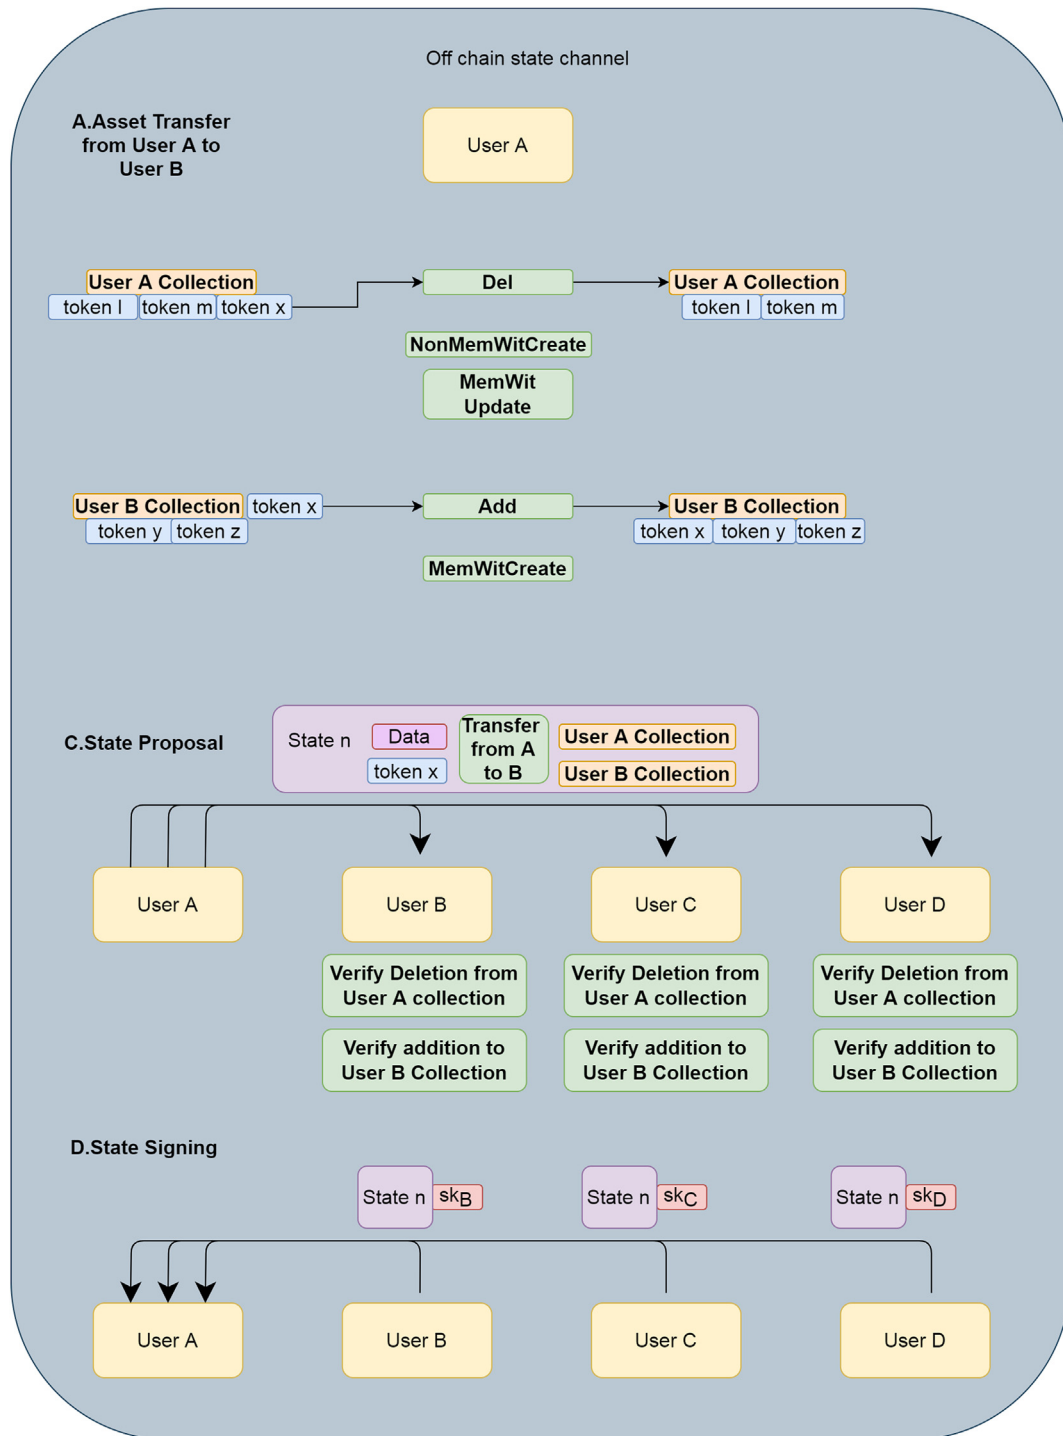 Off chain state channel
A.Asset Transfer
from User A to
User B
User A
User A Collection
token l
token m
token x
Del
User A Collection
token l
token m
NonMemWitCreate
MemWit
Update
User B Collection
token x
token y
token z
Add
User B Collection
token x
token y
token z
MemWitCreate
C.State Proposal
State n
Data
token x
Transfer
from A
to B
User A Collection
User B Collection
User A
User B
User C
User D
Verify Deletion from
User A collection
Verify Deletion from
User A collection
Verify Deletion from
User A collection
Verify addition to
User B Collection
Verify addition to
User B Collection
Verify addition to
User B Collection
D.State Signing
State n
skB
State n
skC
State n
skD
User A
User B
User C
User D